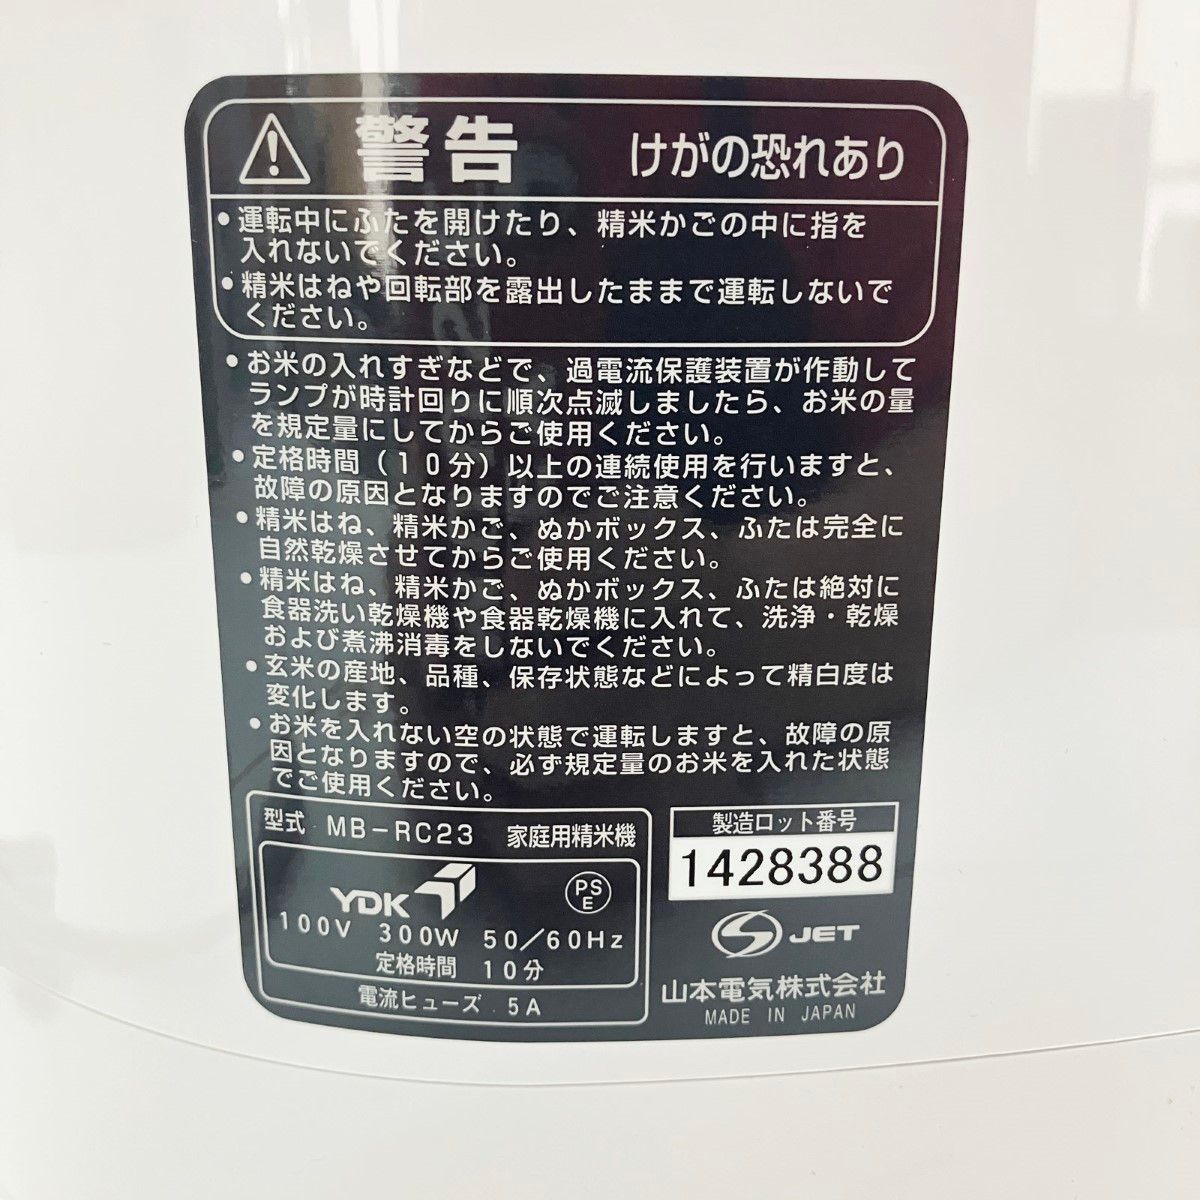 警告 けがの恐れあり
•運転中にふたを開けたり、精米かごの中に指を
入れないでください。
•精米はねや回転部を露出したままで運転しないで
ください。
•お米の入れすぎなどで、過電流保護装置が作動して
ランプが時計回りに順次点滅しましたら、お米の量
を規定量にしてからご使用ください。
•定格時間（10分）以上の連続使用を行いますと、
故障の原因となりますのでご注意ください。
•精米はね、精米かご、ぬかボックス、ふたは完全に
自然乾燥させてからご使用ください。
•精米はね、精米かご、ぬかボックス、ふたは絶対に
食器洗い乾燥機や食器乾燥機に入れて、洗浄・乾燥
および煮沸消毒をしないでください。
•玄米の産地、品種、保存状態などによって精白度は
変化します。
•お米を入れない空の状態で運転しますと、故障の原
因となりますので、必ず規定量のお米を入れた状態
でご使用ください。
型式 MB-RC23 家庭用精米機
YDK
PS
E
100V 300W 50/60Hz
定格時間 10分
電流ヒューズ 5A
製造ロット番号
1428388
JET
山本電気株式会社
MADE IN JAPAN